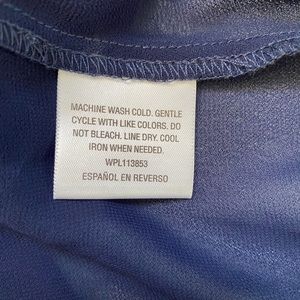 MACHINE WASH COLD. GENTLE
CYCLE WITH LIKE COLORS. DO
NOT BLEACH. LINE DRY. COOL
IRON WHEN NEEDED.
WPL113853
ESPAÑOL EN REVERSO